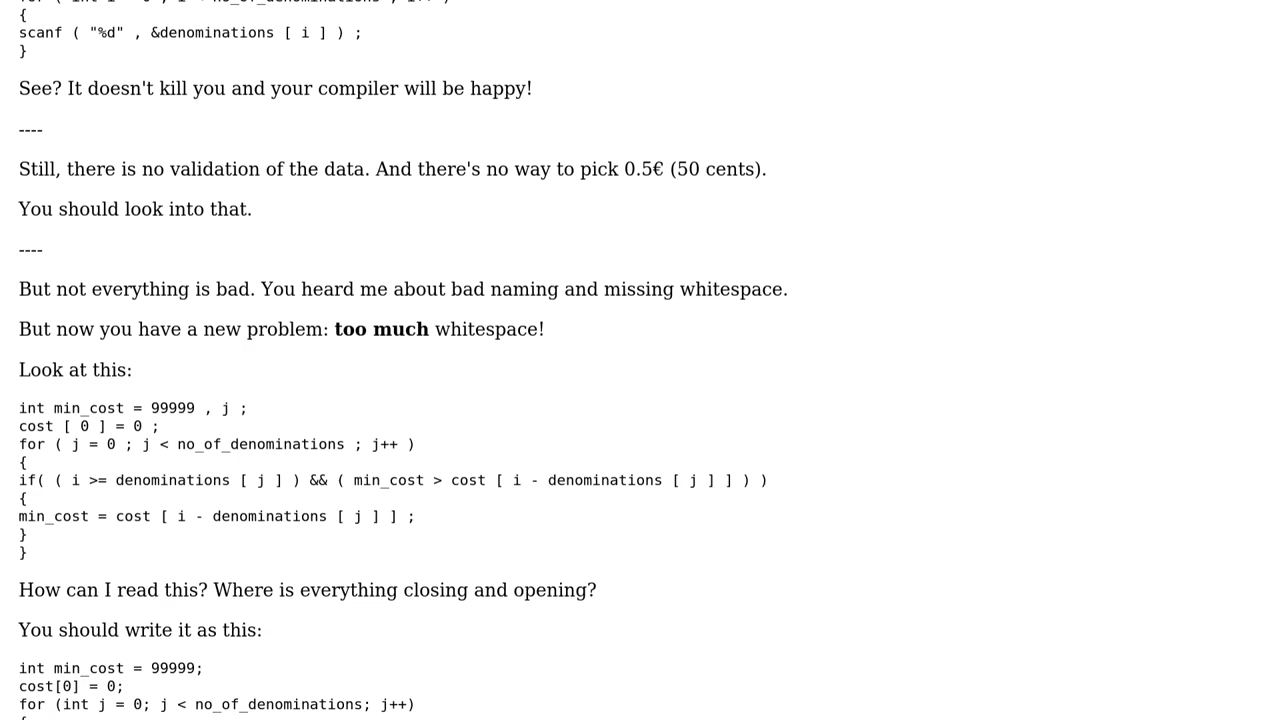 {
scanf ( "%d" , &denominations [ i ] ) ;
}
See? It doesn't kill you and your compiler will be happy!
----
Still, there is no validation of the data. And there's no way to pick 0.5€ (50 cents).
You should look into that.
----
But not everything is bad. You heard me about bad naming and missing whitespace.
But now you have a new problem: too much whitespace!
Look at this:
int min_cost = 99999 , j ;
cost [ 0 ] = 0 ;
for ( j = 0 ; j < no_of_denominations ; j++ )
{
if( ( i >= denominations [ j ] ) && ( min_cost > cost [ i - denominations [ j ] ] ) )
{
min_cost = cost [ i - denominations [ j ] ] ;
}
}
How can I read this? Where is everything closing and opening?
You should write it as this:
int min_cost = 99999;
cost[0] = 0;
for (int j = 0; j < no_of_denominations; j++)